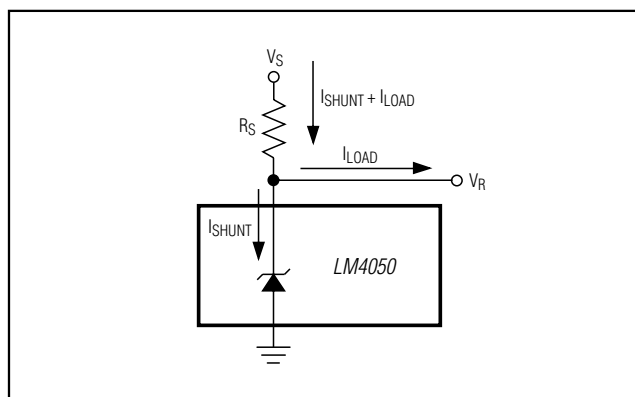 VS
ISHUNT + ILOAD
RS
ILOAD
VR
ISHUNT
LM4050